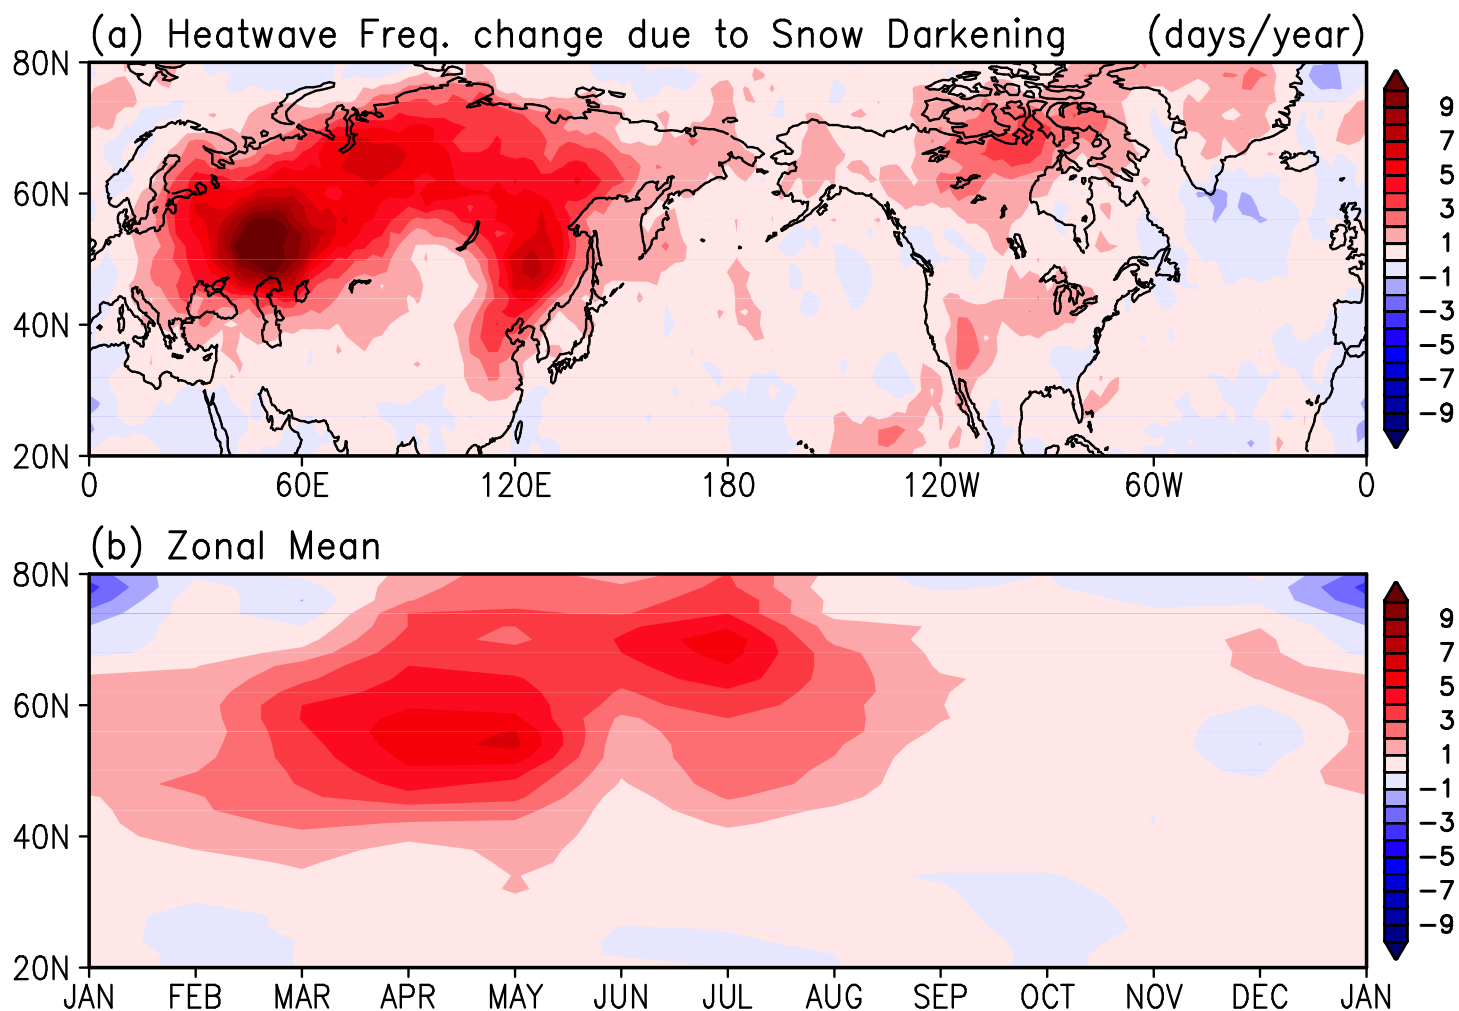 (a) Heatwave Freq. change due to Snow Darkening (days/year)
80N
60N
40N
20N
0 60E 120E 180 120W 60W 0
9
7
5
3
1
−1
−3
−5
−7
−9
(b) Zonal Mean
80N
60N
40N
20N
JAN FEB MAR APR MAY JUN JUL AUG SEP OCT NOV DEC JAN
9
7
5
3
1
−1
−3
−5
−7
−9